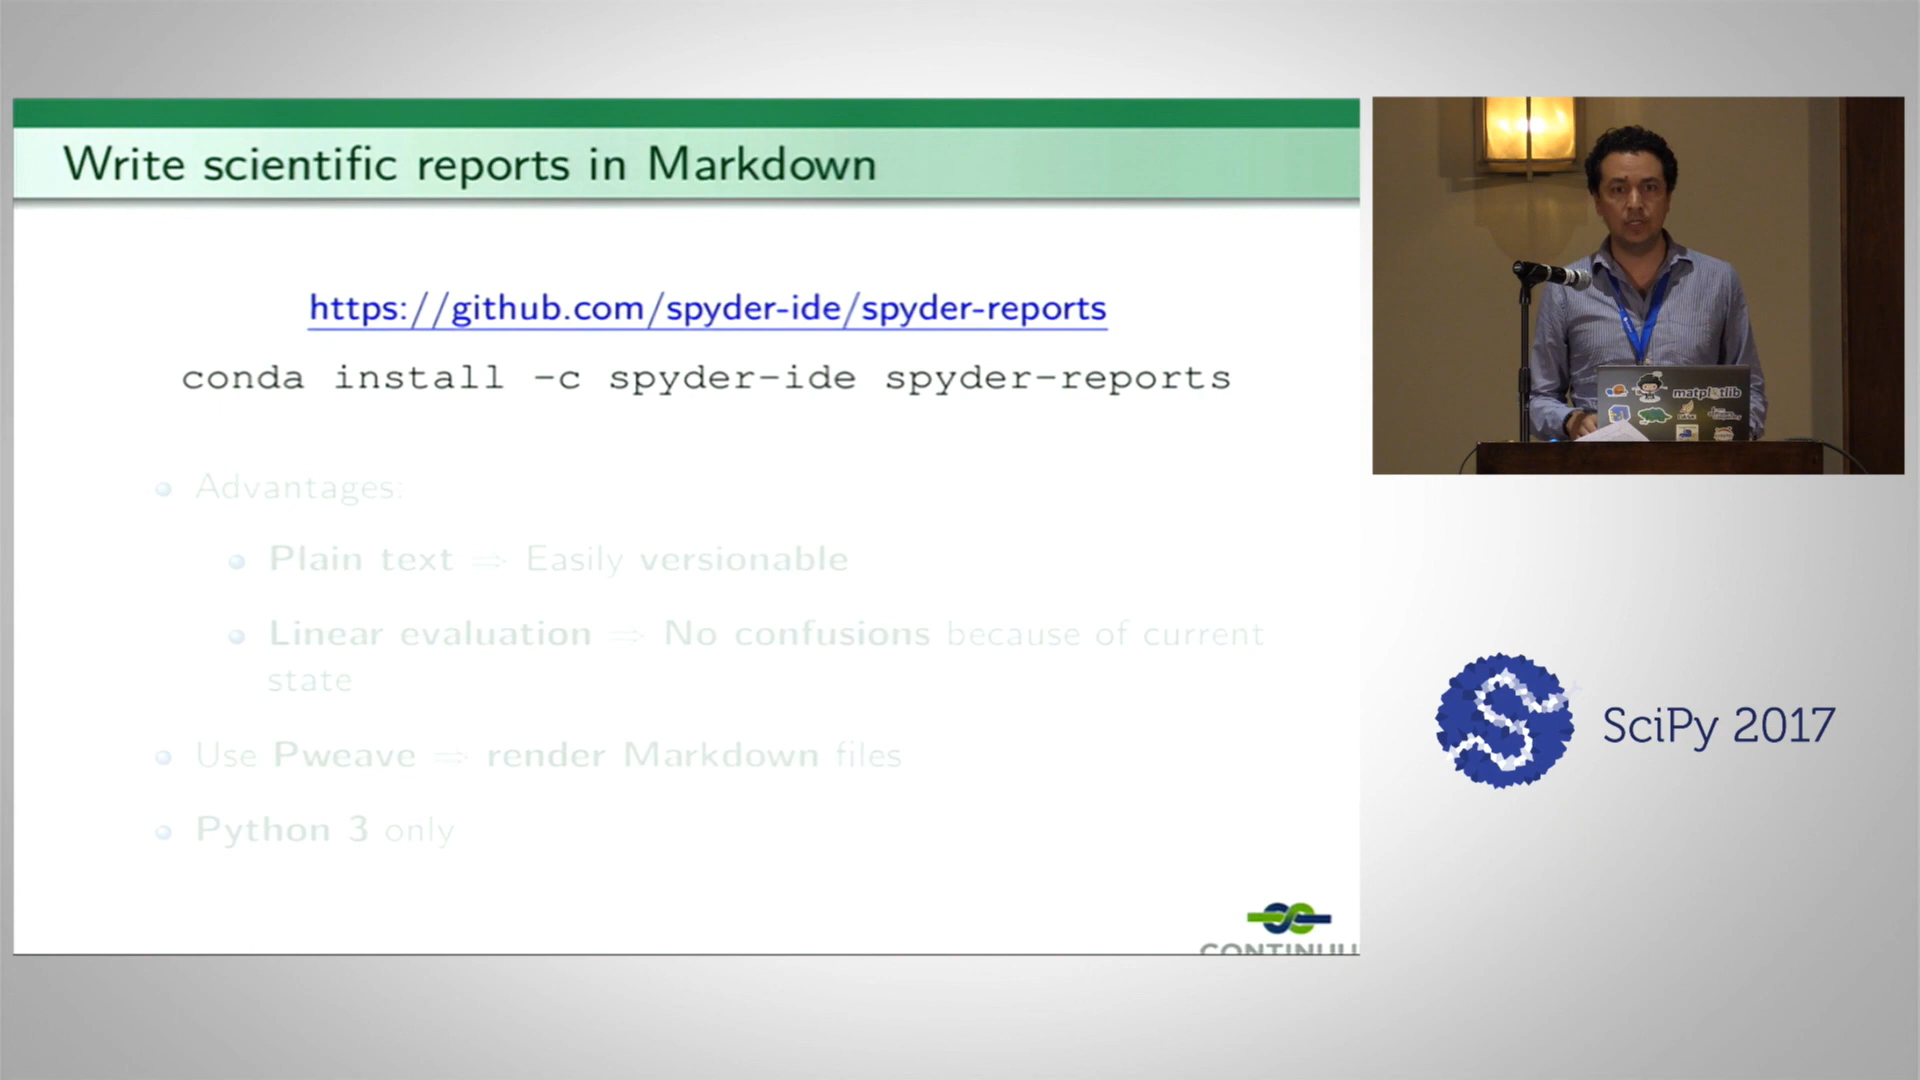 Write scientific reports in Markdown
https://github.com/spyder-ide/spyder-reports
conda install -c spyder-ide spyder-reports
Advantages:
Plain text ⇒ Easily versionable
Linear evaluation ⇒ No confusions because of current
state
Use Pweave ⇒ render Markdown files
Python 3 only
matplotlib
SciPy 2017